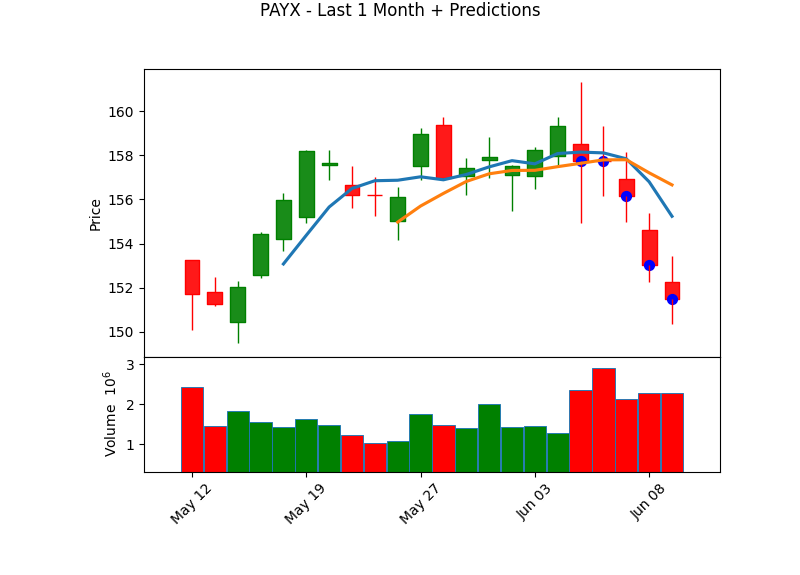 PAYX - Last 1 Month + Predictions
160
158
156
154
152
150
Price
3
2
1
Volume 10^6
May 12
May 19
May 27
Jun 03
Jun 08